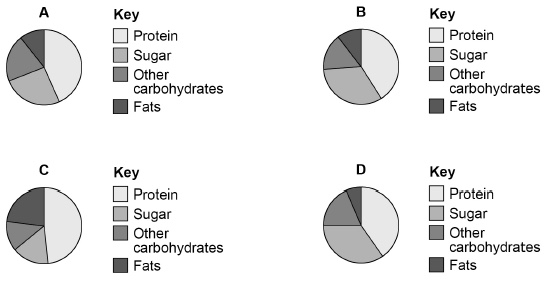 A
Key
Protein
Sugar
Other
carbohydrates
Fats
B
Key
Protein
Sugar
Other
carbohydrates
Fats
C
Key
Protein
Sugar
Other
carbohydrates
Fats
D
Key
Protein
Sugar
Other
carbohydrates
Fats